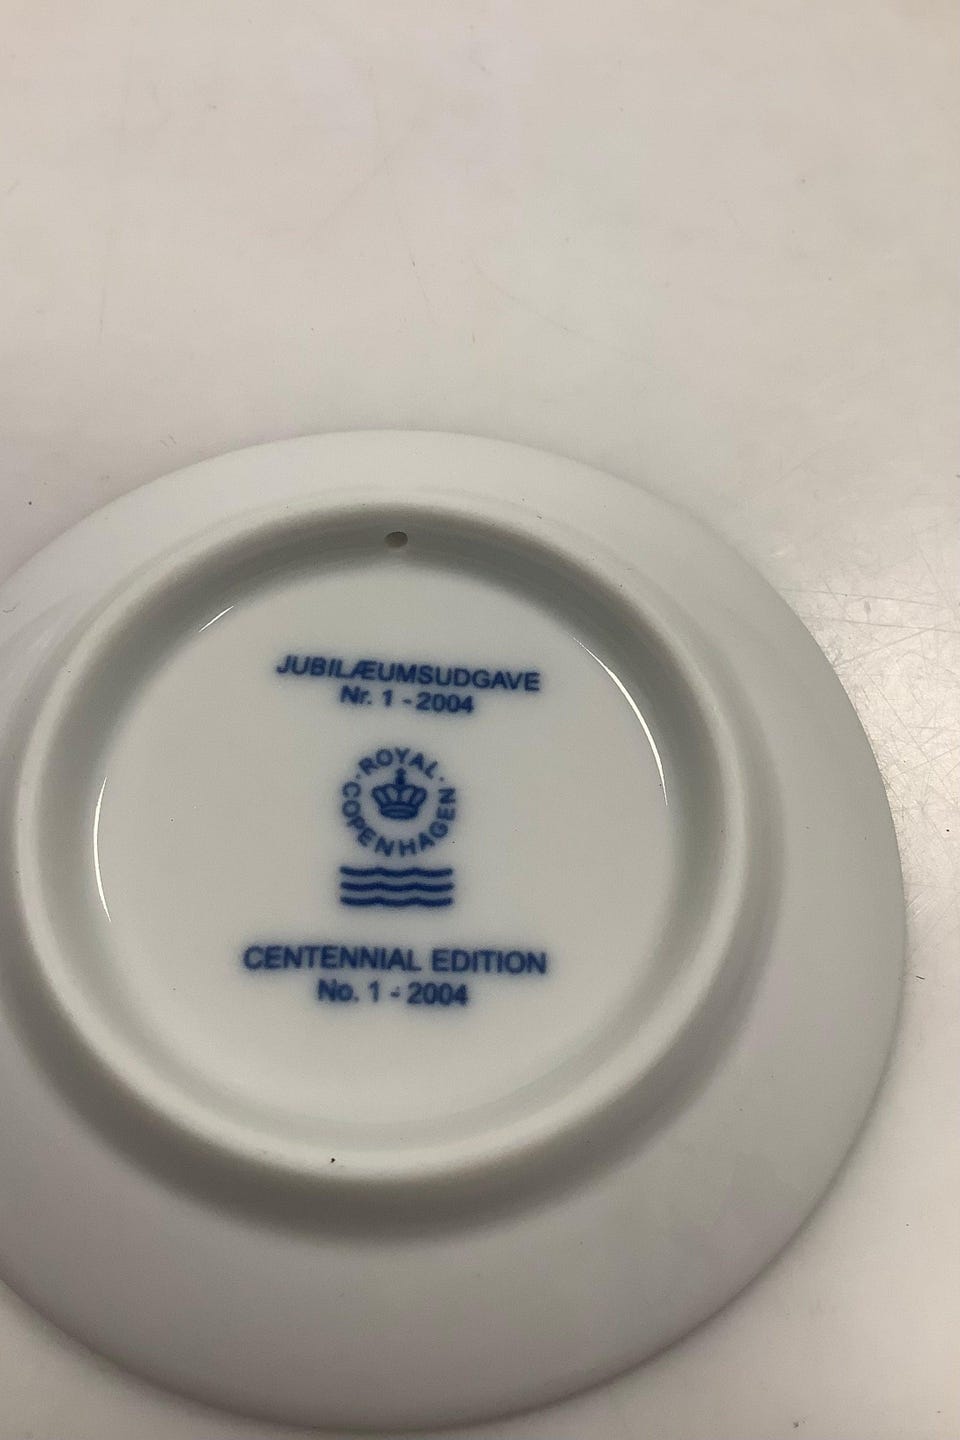 JUBILÆUMSUDGAVE
Nr. 1 - 2004
ROYAL
COPENHAGEN
CENTENNIAL EDITION
No. 1 - 2004